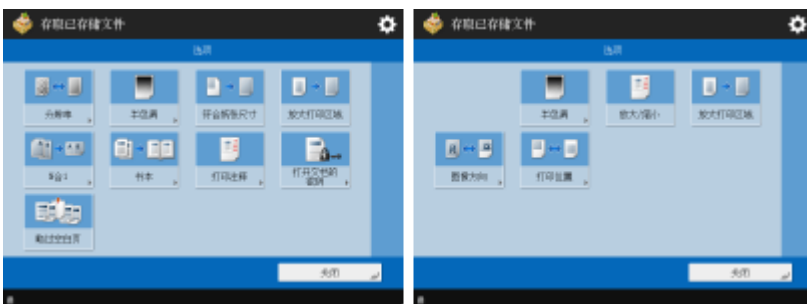 存取已存储文件
选项
分辨率
半色调
符合纸张尺寸
放大打印区域
N合1
书本
打印注释
打开文档的
密码
略过空白页
关闭
存取已存储文件
选项
半色调
放大/缩小
放大打印区域
图像方向
打印位置
关闭